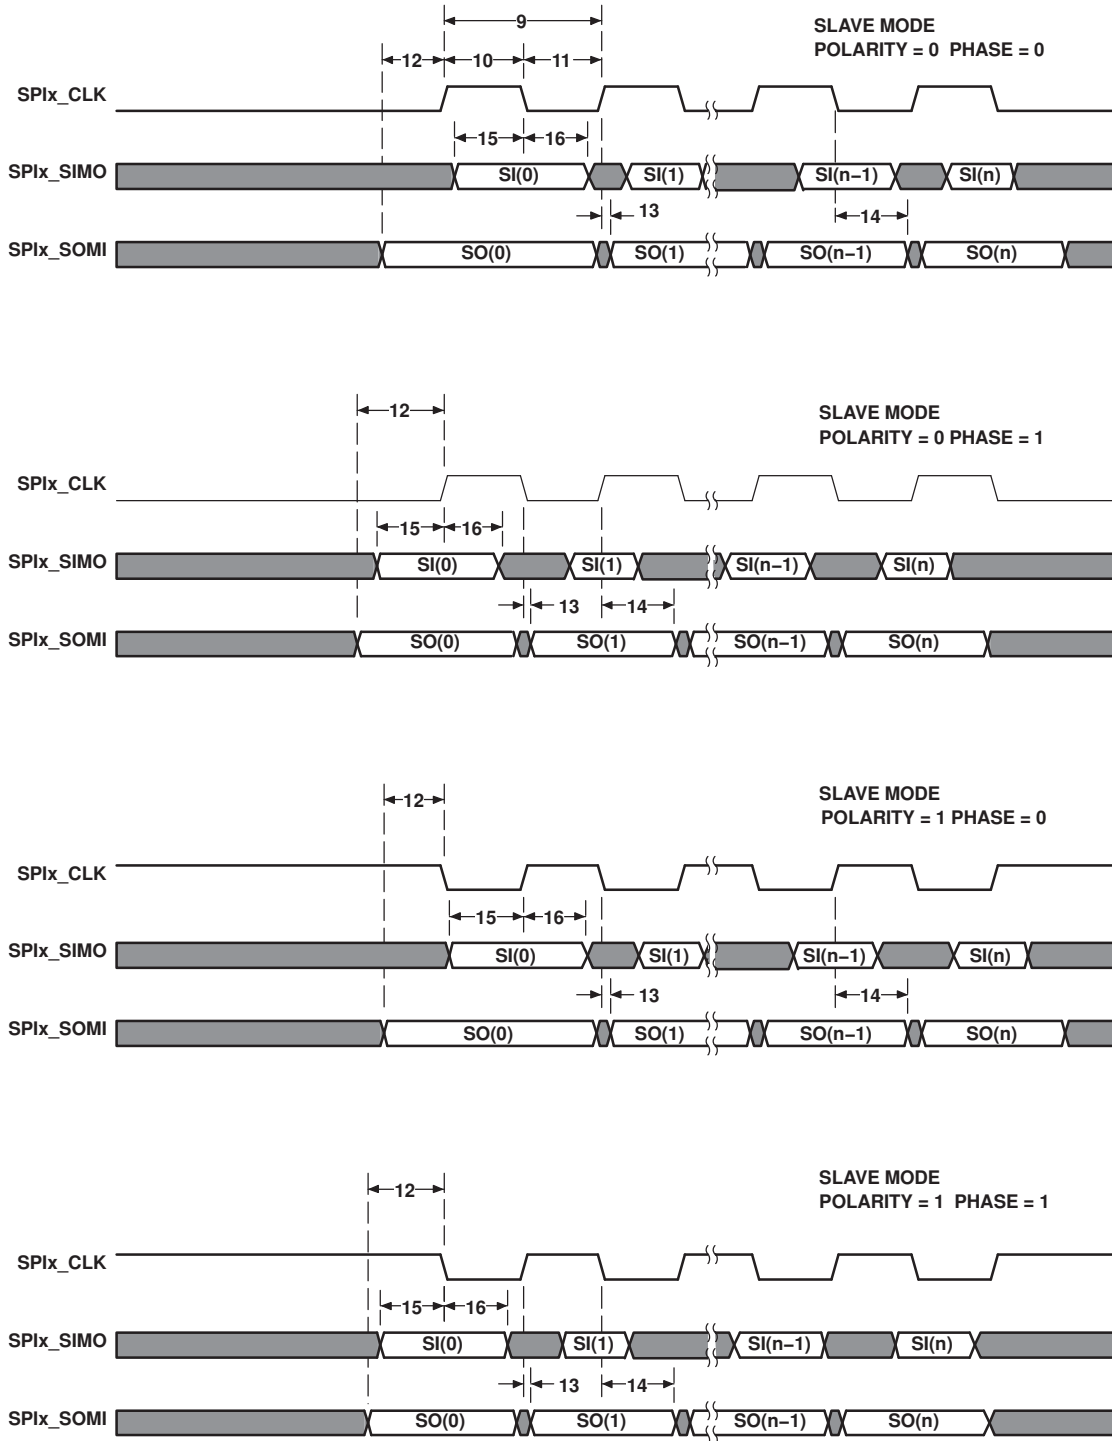 9
SLAVE MODE
POLARITY = 0 PHASE = 0
12 10 11
SPIx_CLK
15 16
SPIx_SIMO SI(0) SI(1) SI(n−1) SI(n)
13 14
SPIx_SOMI SO(0) SO(1) SO(n−1) SO(n)
12
SLAVE MODE
POLARITY = 0 PHASE = 1
SPIx_CLK
15 16
SPIx_SIMO SI(0) SI(1) SI(n−1) SI(n)
13 14
SPIx_SOMI SO(0) SO(1) SO(n−1) SO(n)
SLAVE MODE
12
POLARITY = 1 PHASE = 0
SPIx_CLK
15 16
SPIx_SIMO SI(0) SI(1) SI(n−1) SI(n)
13 14
SPIx_SOMI SO(0) SO(1) SO(n−1) SO(n)
SLAVE MODE
12
POLARITY = 1 PHASE = 1
SPIx_CLK
15 16
SPIx_SIMO SI(0) SI(1) SI(n−1) SI(n)
13 14
SPIx_SOMI SO(0) SO(1) SO(n−1) SO(n)